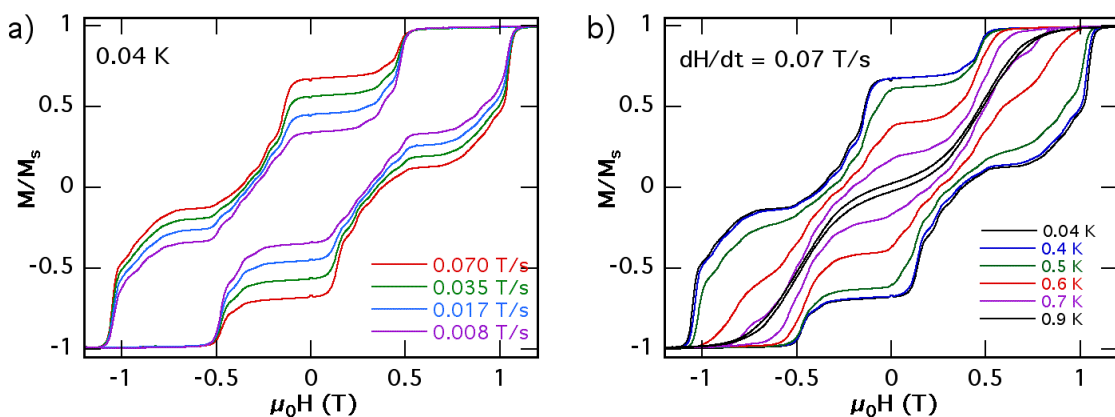 a)
0.04 K
M/Ms
1
0.5
0
-0.5
-1
0.070 T/s
0.035 T/s
0.017 T/s
0.008 T/s
-1
-0.5
0
0.5
1
μ0H (T)
b)
dH/dt = 0.07 T/s
M/Ms
1
0.5
0
-0.5
-1
0.04 K
0.4 K
0.5 K
0.6 K
0.7 K
0.9 K
-1
-0.5
0
0.5
1
μ0H (T)